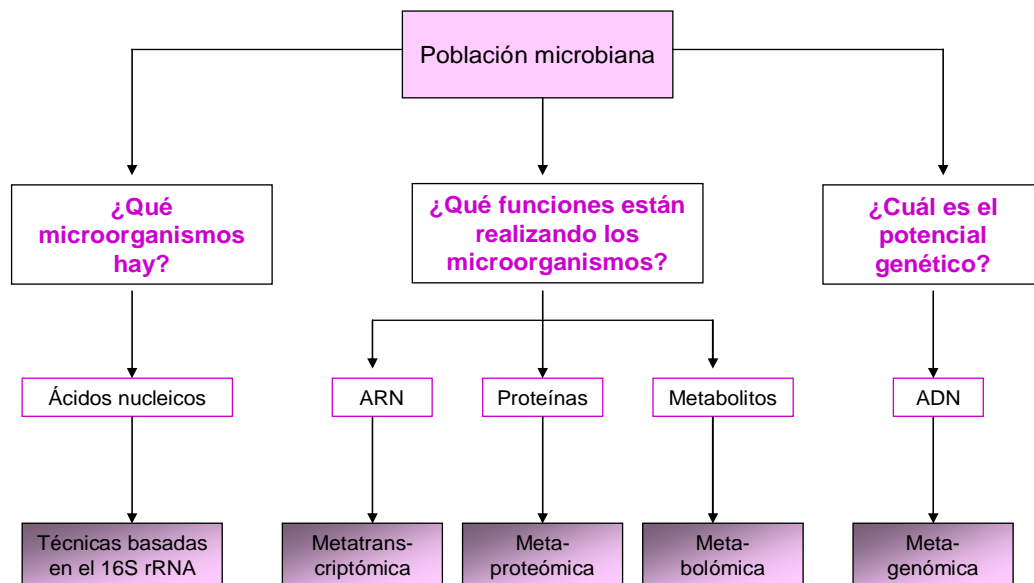 Población microbiana
¿Qué
microorganismos
hay?
¿Qué funciones están
realizando los
microorganismos?
¿Cuál es el
potencial
genético?
Ácidos nucleicos
ARN
Proteínas
Metabolitos
ADN
Técnicas basadas
en el 16S rRNA
Metatrans-
criptómica
Meta-
proteómica
Meta-
bolómica
Meta-
genómica